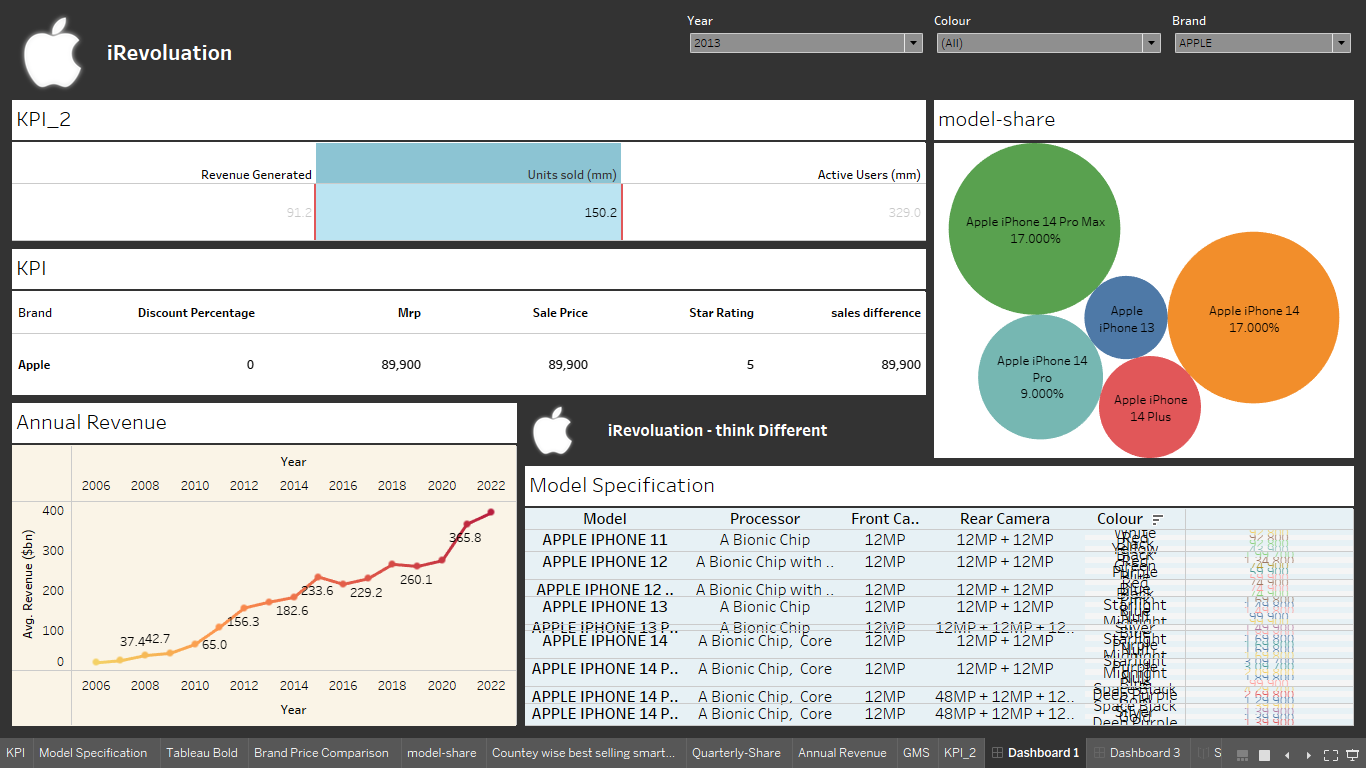 Year
Colour
Brand
iRevoluation
2013
(All)
APPLE
KPI_2
Revenue Generated
Units sold (mm)
Active Users (mm)
91.2
150.2
329.0
KPI
Brand
Discount Percentage
Mrp
Sale Price
Star Rating
sales difference
Apple
0
89,900
89,900
5
89,900
model-share
Apple iPhone 14 Pro Max
17.000%
Apple iPhone 14
17.000%
Apple
iPhone 13
Apple iPhone 14
Pro
9.000%
Apple iPhone
14 Plus
Annual Revenue
Year
2006 2008 2010 2012 2014 2016 2018 2020 2022
Avg. Revenue ($bn)
400
300
200
100
0
37.4
42.7
65.0
156.3
182.6
233.6
229.2
260.1
365.8
2006 2008 2010 2012 2014 2016 2018 2020 2022
Year
iRevoluation - think Different
Model Specification
Model Processor Front Ca.. Rear Camera Colour
APPLE IPHONE 11 A Bionic Chip 12MP 12MP + 12MP
APPLE IPHONE 12 A Bionic Chip with .. 12MP 12MP + 12MP
APPLE IPHONE 12 .. A Bionic Chip with .. 12MP 12MP + 12MP
APPLE IPHONE 13 A Bionic Chip 12MP 12MP + 12MP Starlight
APPLE IPHONE 13 P.. A Bionic Chip 12MP 12MP + 12MP + 12..
APPLE IPHONE 14 A Bionic Chip, Core 12MP 12MP + 12MP Starlight
APPLE IPHONE 14 P.. A Bionic Chip, Core 12MP 12MP + 12MP Midnight
APPLE IPHONE 14 P.. A Bionic Chip, Core 12MP 48MP + 12MP + 12.. Deep Purple
APPLE IPHONE 14 P.. A Bionic Chip, Core 12MP 48MP + 12MP + 12.. Silver
Deep Purple
KPI
Model Specification
Tableau Bold
Brand Price Comparison
model-share
Countey wise best selling smart...
Quarterly-Share
Annual Revenue
GMS
KPI_2
Dashboard 1
Dashboard 3
S